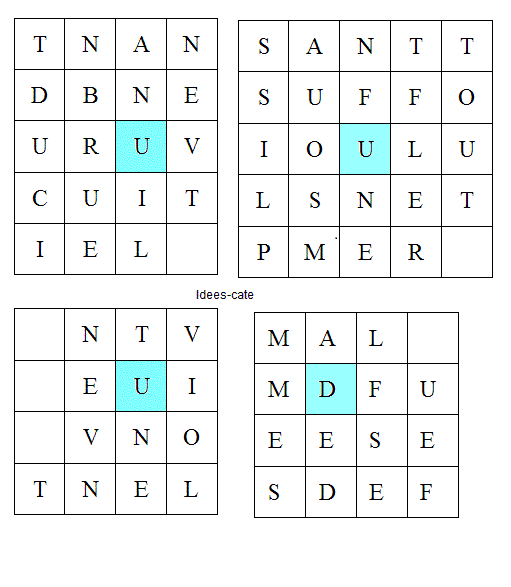 T N A N
D B N E
U R U V
C U I T
I E L
S A N T T
S U F F O
I O U L U
L S N E T
P M E R
Idees-cate
N T V
E U I
V N O
T N E L
M A L
M D F U
E E S E
S D E F